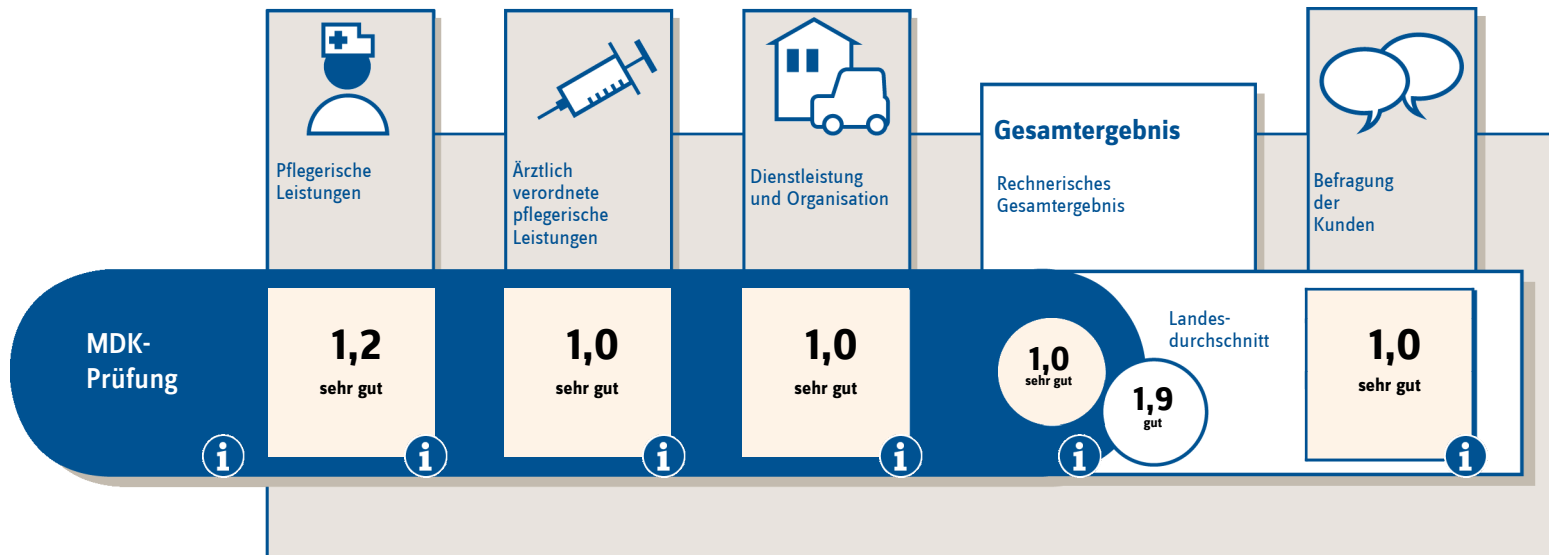 Pflegerische
Leistungen
Ärztlich
verordnete
pflegerische
Leistungen
Dienstleistung
und Organisation
Gesamtergebnis
Rechnerisches
Gesamtergebnis
Befragung
der
Kunden
MDK-
Prüfung
i
1,2
sehr gut
i
1,0
sehr gut
i
1,0
sehr gut
i
1,0
sehr gut
i
Landes-
durchschnitt
1,9
gut
1,0
sehr gut
i